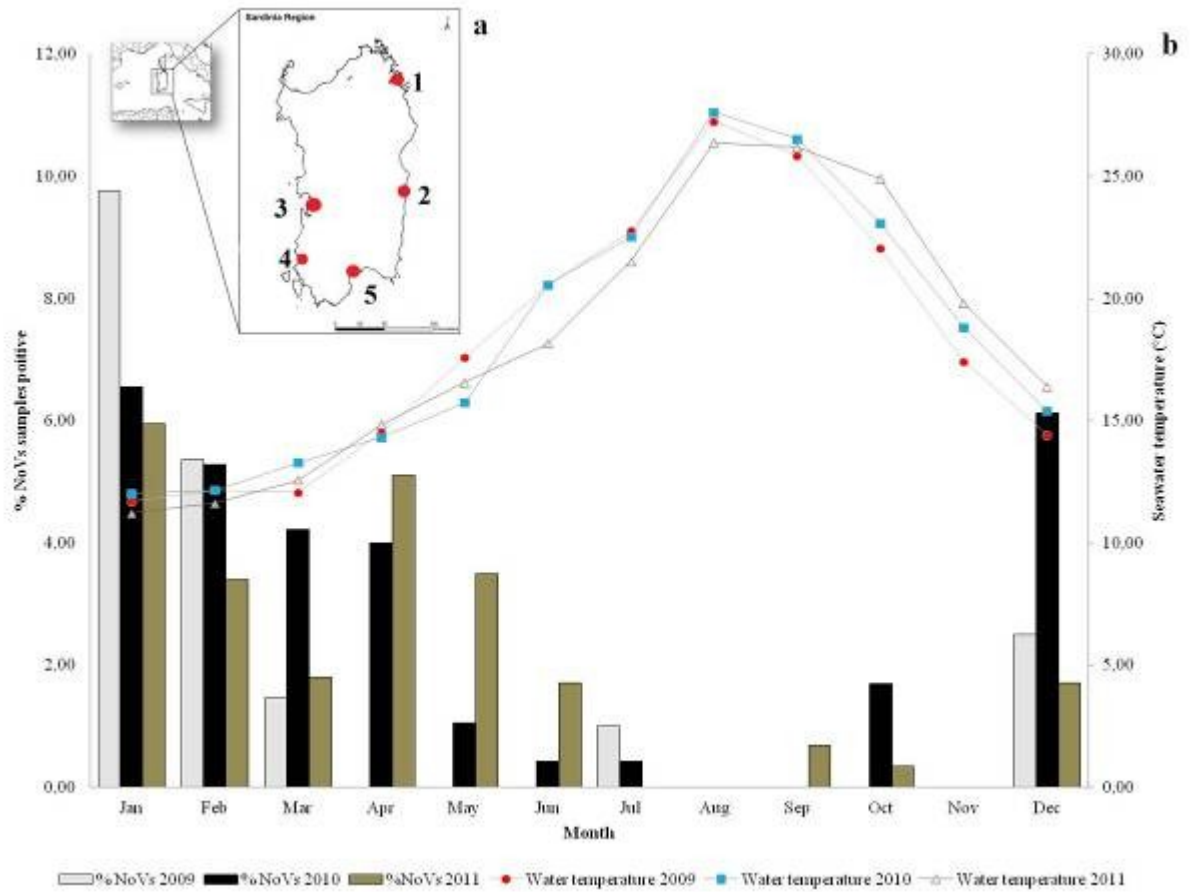 Sardinia Region
a
b
1
2
3
4
5
12,00
10,00
8,00
6,00
4,00
2,00
0,00
% NoVs samples poitive
30,00
25,00
20,00
15,00
10,00
5,00
0,00
Seawater temperature (°C)
Jan Feb Mar Apr May Jun Jul Aug Sep Oct Nov Dec
Month
% NoVs 2009 % NoVs 2010 % NoVs 2011 Water temperature 2009 Water temperature 2010 Water temperature 2011